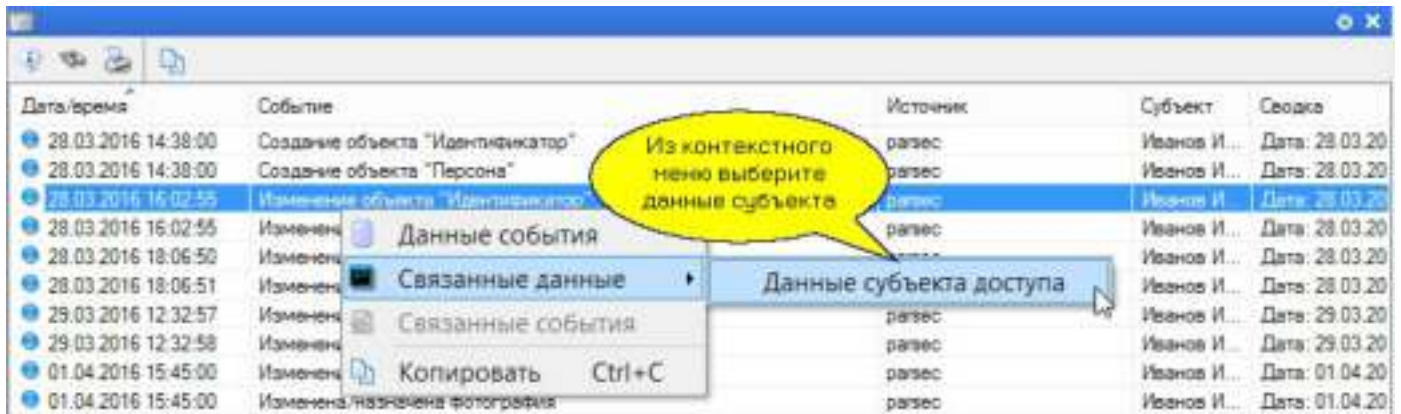 Дата/время Событие Источник Субъект Сводка
28.03.2016 14:38:00 Создание объекта "Идентификатор" parsec Иванов И... Дата: 28.03.20
28.03.2016 14:38:00 Создание объекта "Персона" parsec Иванов И... Дата: 28.03.20
28.03.2016 16:02:55 Изменение объекта "Идентификатор" parsec Иванов И... Дата: 28.03.20
28.03.2016 16:02:55 Изменен parsec Иванов И... Дата: 28.03.20
28.03.2016 18:06:50 Изменен Иванов И... Дата: 28.03.20
28.03.2016 18:06:51 Изменен Иванов И... Дата: 28.03.20
29.03.2016 12:32:57 Изменен parsec Иванов И... Дата: 29.03.20
29.03.2016 12:32:58 Изменен parsec Иванов И... Дата: 29.03.20
01.04.2016 15:45:00 Изменен parsec Иванов И... Дата: 01.04.20
01.04.2016 15:45:00 Изменена/назначена фотография parsec Иванов И... Дата: 01.04.20
Из контекстного
меню выберите
данные субъекта
Данные события
Связанные данные
Данные субъекта доступа
Связанные события
Копировать Ctrl+C